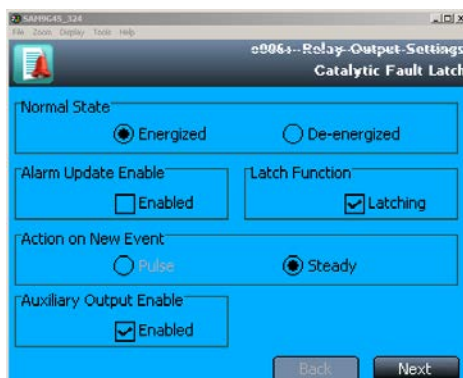 SAM9G45_324
File Zoom Display Tools Help
Relay Output Settings
Catalytic Fault Latch
Normal State
Energized
De-energized
Alarm Update Enable
Enabled
Latch Function
Latching
Action on New Event
Pulse
Steady
Auxiliary Output Enable
Enabled
Back
Next